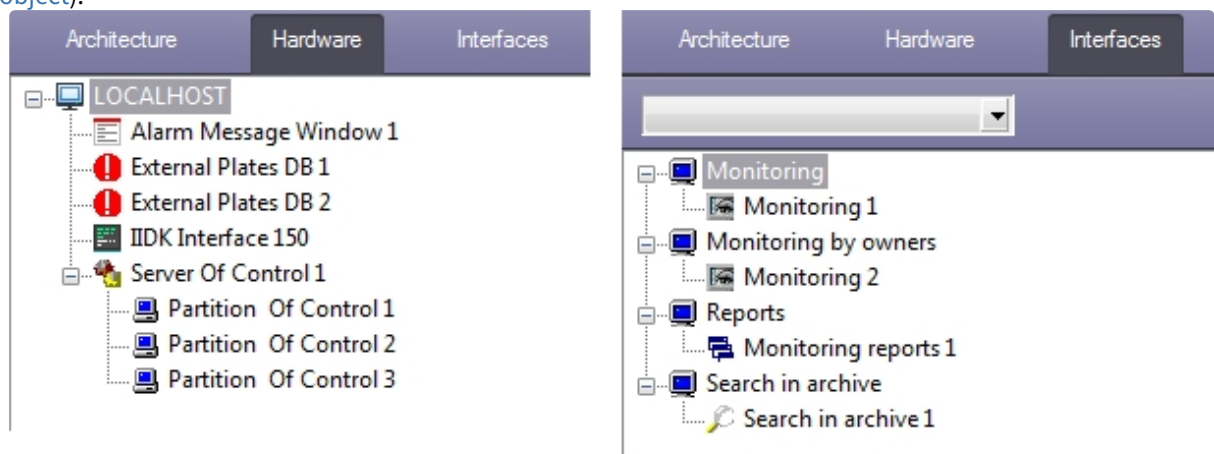 object).
Architecture Hardware Interfaces
LOCALHOST
Alarm Message Window 1
External Plates DB 1
External Plates DB 2
IIDK Interface 150
Server Of Control 1
Partition Of Control 1
Partition Of Control 2
Partition Of Control 3
Architecture Hardware Interfaces
Monitoring
Monitoring 1
Monitoring by owners
Monitoring 2
Reports
Monitoring reports 1
Search in archive
Search in archive 1